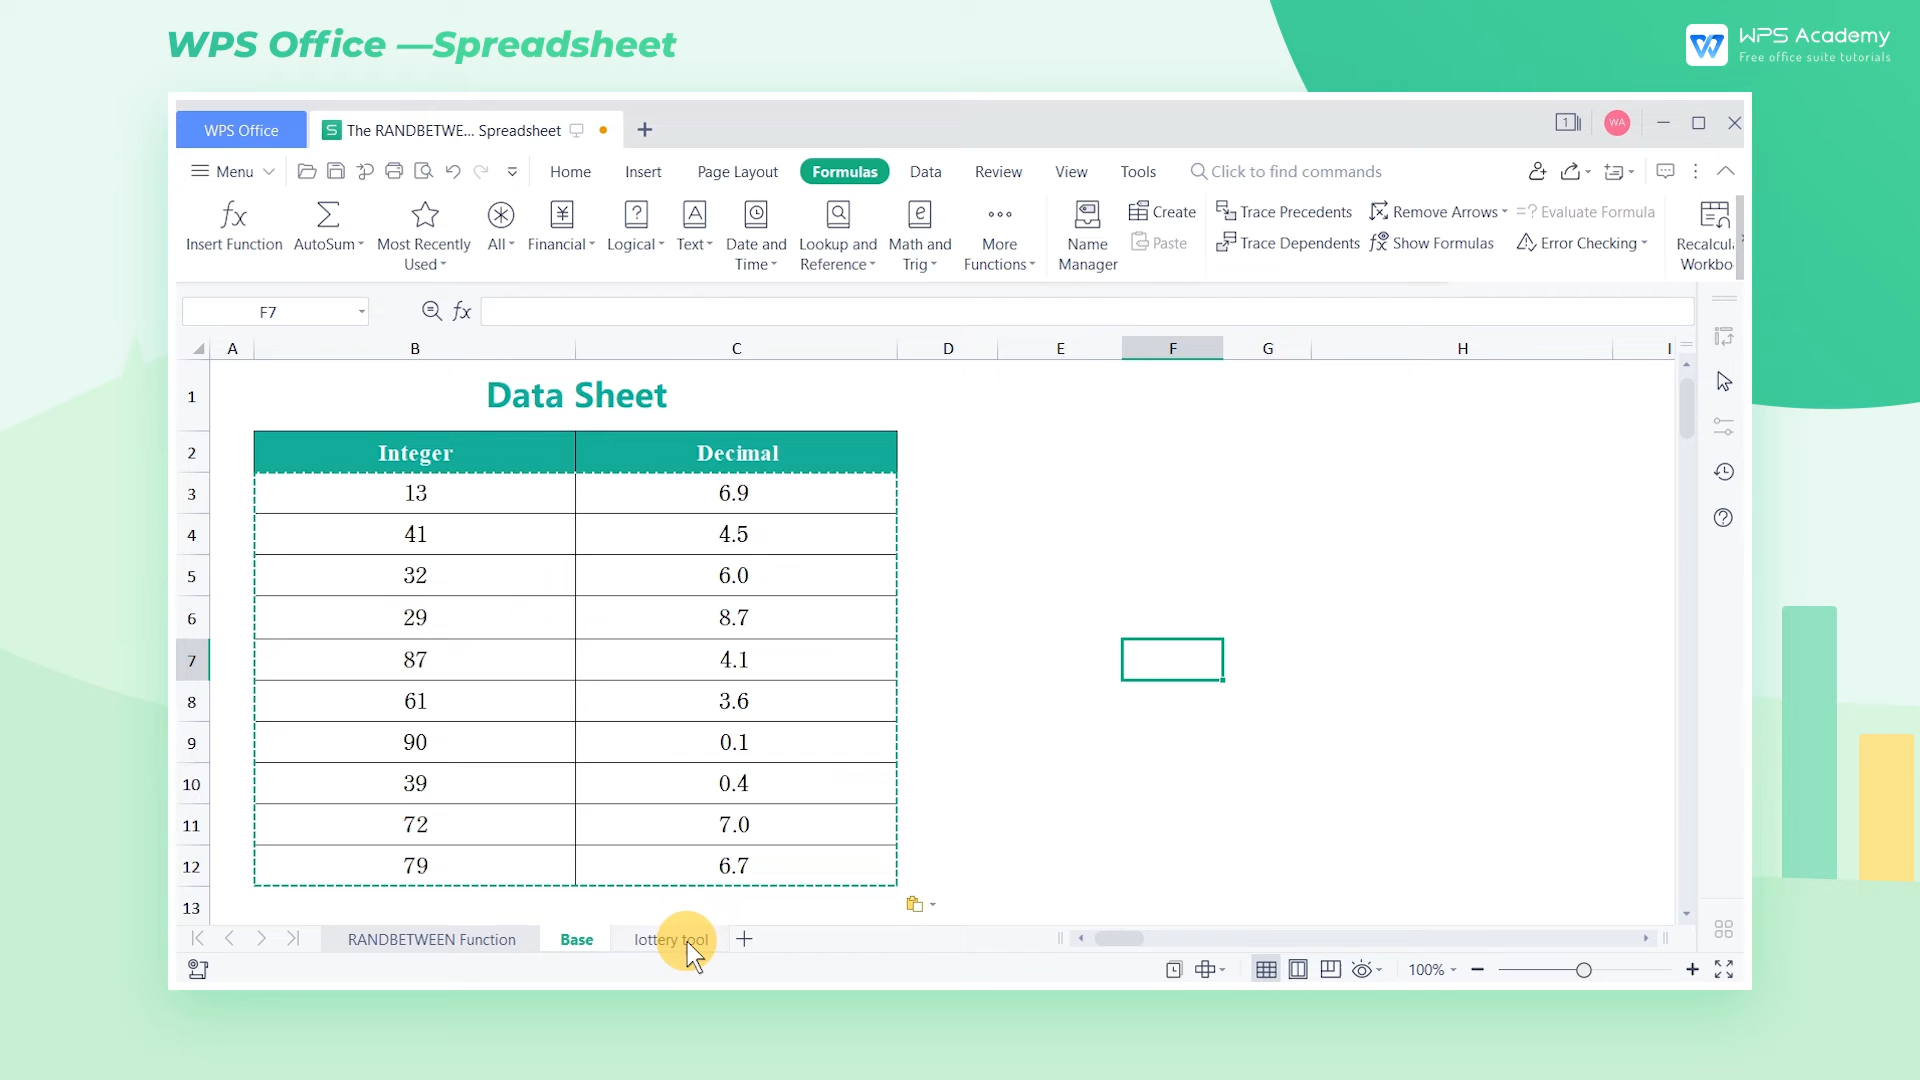 WPS Office —Spreadsheet
WPS Academy
Free office suite tutorials
WPS Office
S The RANDBETWE... Spreadsheet
1
WA
Menu
Home Insert Page Layout Formulas Data Review View Tools Click to find commands
fx Insert Function
AutoSum
Most Recently Used
All
Financial
Logical
Text
Date and Time
Lookup and Reference
Math and Trig
More Functions
Name Manager
Create
Paste
Trace Precedents
Trace Dependents
Remove Arrows
Show Formulas
Evaluate Formula
Error Checking
Recalcul
Workbo
F7 fx
A B C D E F G H I
1 Data Sheet
2 Integer Decimal
3 13 6.9
4 41 4.5
5 32 6.0
6 29 8.7
7 87 4.1
8 61 3.6
9 90 0.1
10 39 0.4
11 72 7.0
12 79 6.7
13
RANDBETWEEN Function Base lottery tool
100%